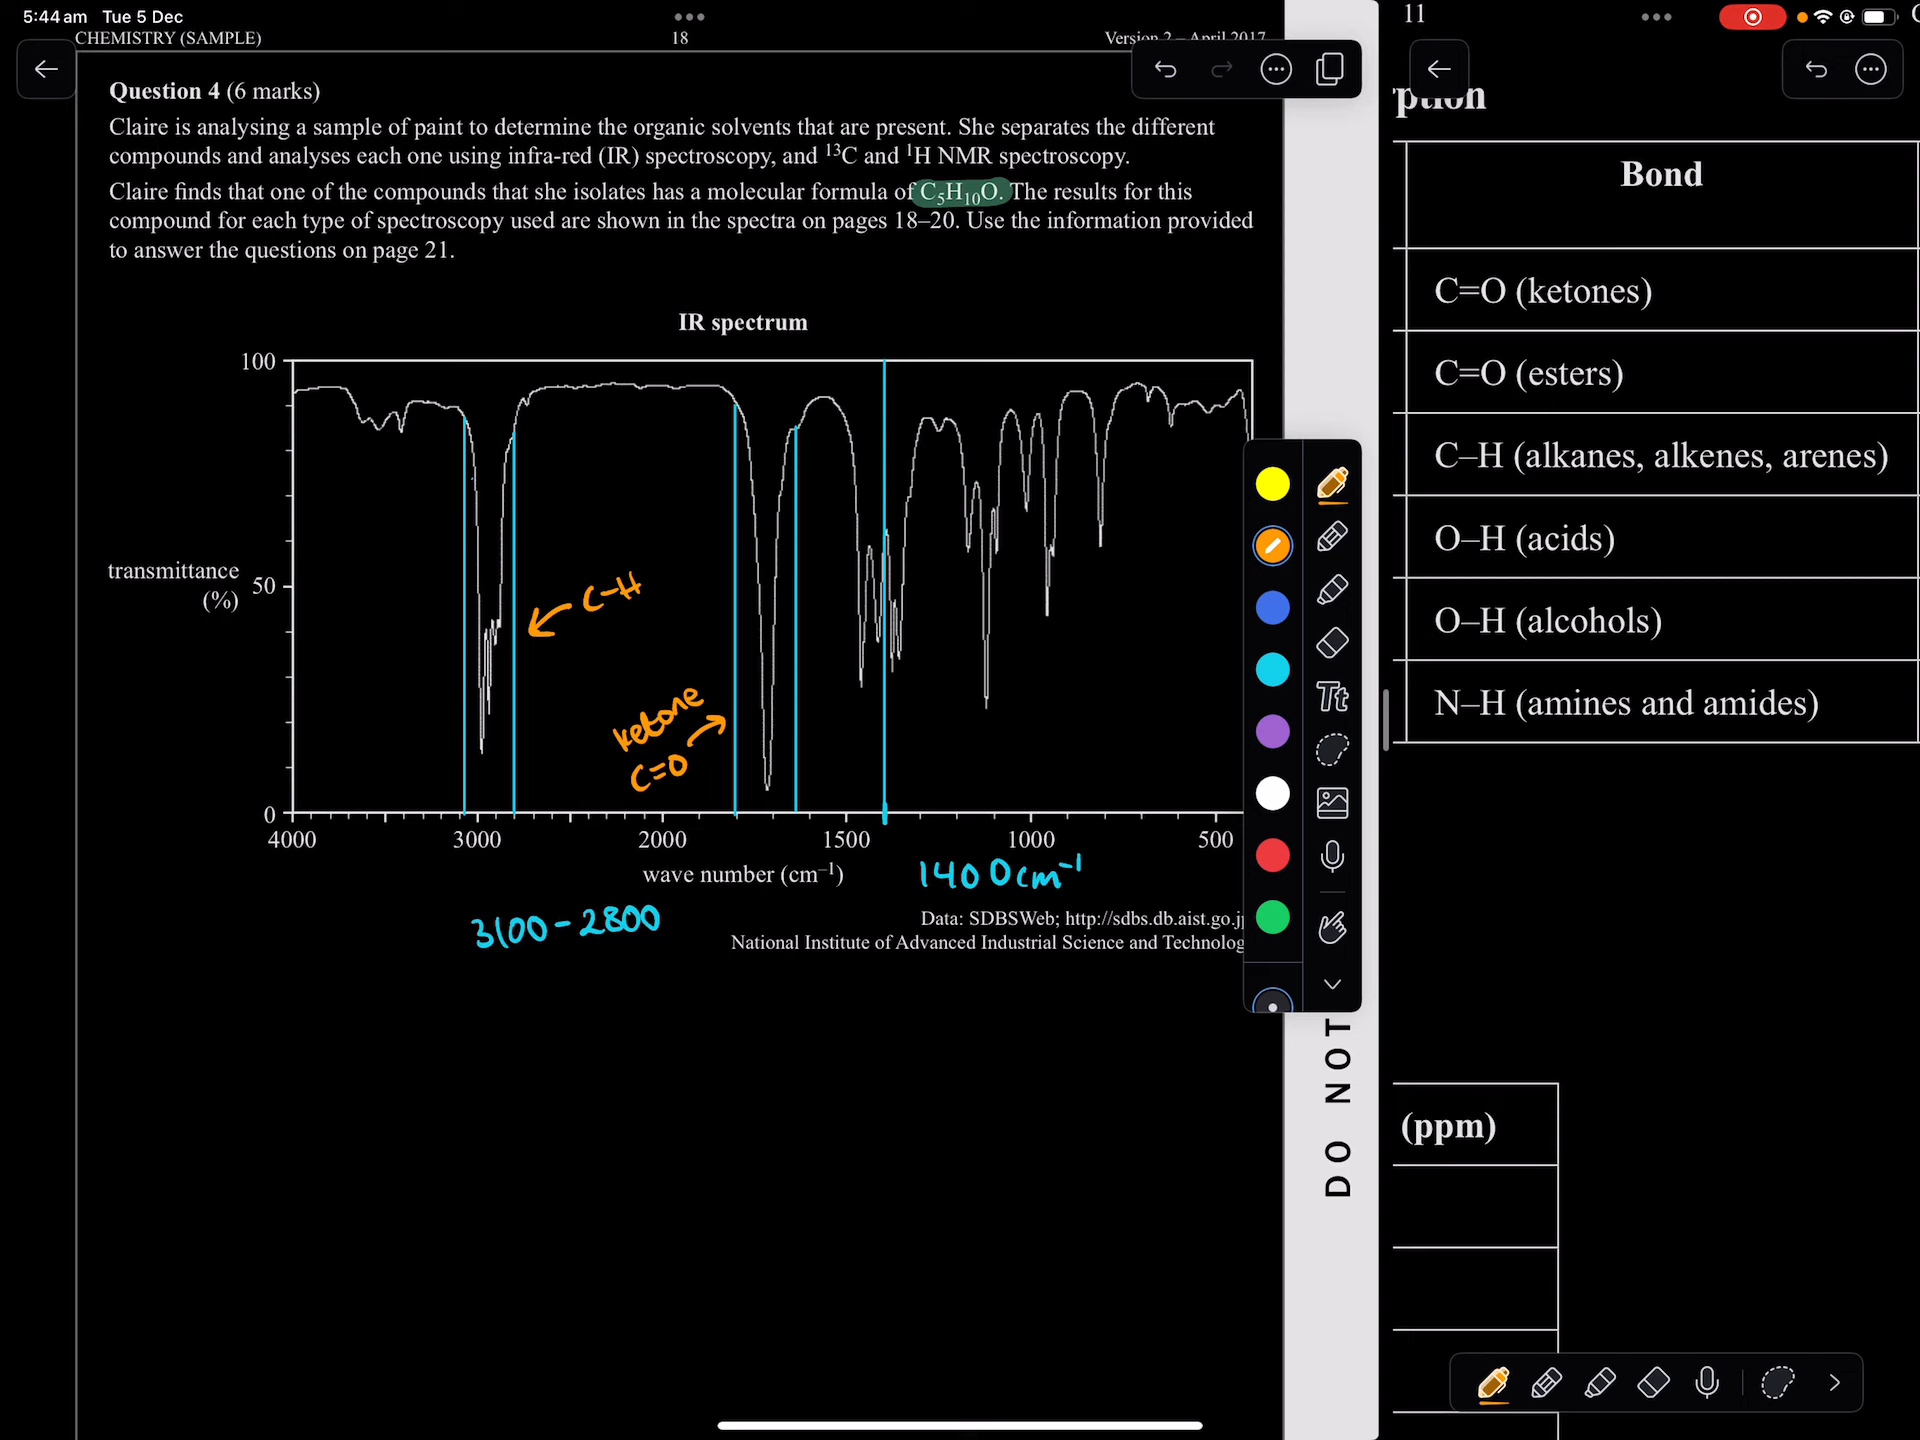 5:44 am Tue 5 Dec
CHEMISTRY (SAMPLE)
18
Question 4 (6 marks)
Claire is analysing a sample of paint to determine the organic solvents that are present. She separates the different
compounds and analyses each one using infra-red (IR) spectroscopy, and ¹³C and ¹H NMR spectroscopy.
Claire finds that one of the compounds that she isolates has a molecular formula of C₅H₁₀O. The results for this
compound for each type of spectroscopy used are shown in the spectra on pages 18–20. Use the information provided
to answer the questions on page 21.
IR spectrum
100
transmittance
(%)
50
0
4000 3000 2000 1500 1000 500
wave number (cm⁻¹)
C-H
ketone
C=O
1400cm⁻¹
3100-2800
Data: SDBSWeb; http://sdbs.db.aist.go.j
National Institute of Advanced Industrial Science and Technolog
Tt
DO NOT
11
ption
Bond
C=O (ketones)
C=O (esters)
C–H (alkanes, alkenes, arenes)
O–H (acids)
O–H (alcohols)
N–H (amines and amides)
(ppm)